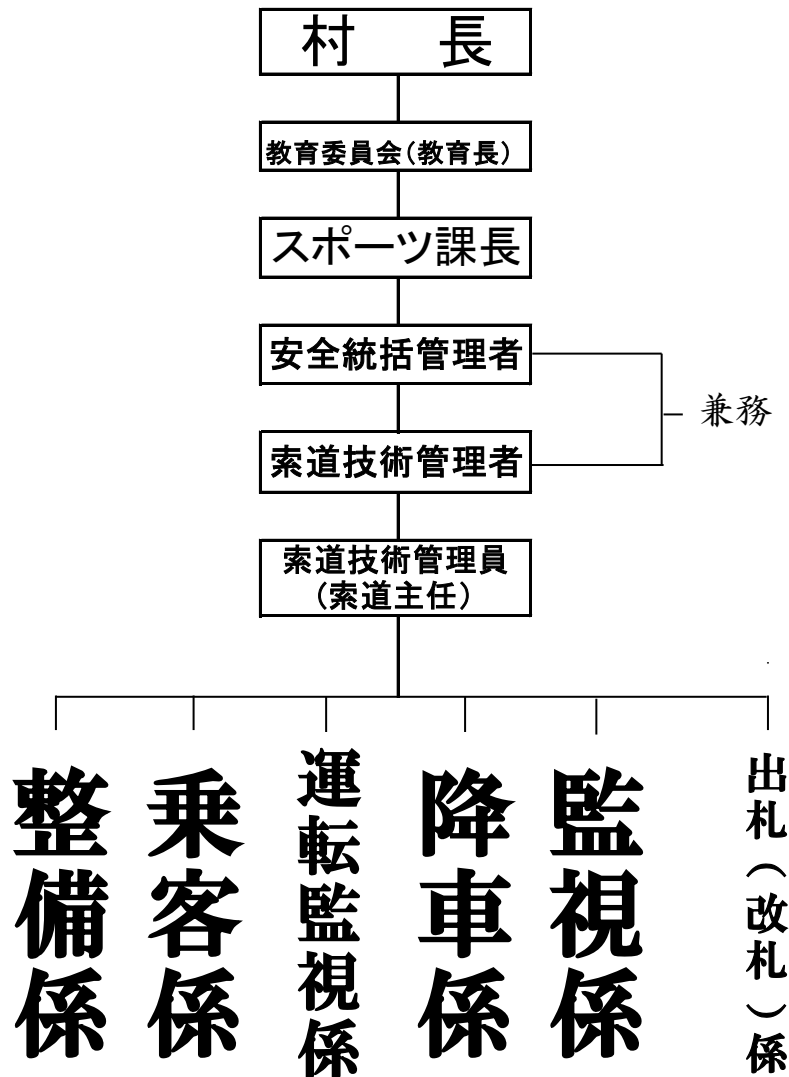 村長
教育委員会(教育長)
スポーツ課長
安全統括管理者
兼務
索道技術管理者
索道技術管理員
(索道主任)
整備係
乗客係
運転監視係
降車係
監視係
出札(改札)係